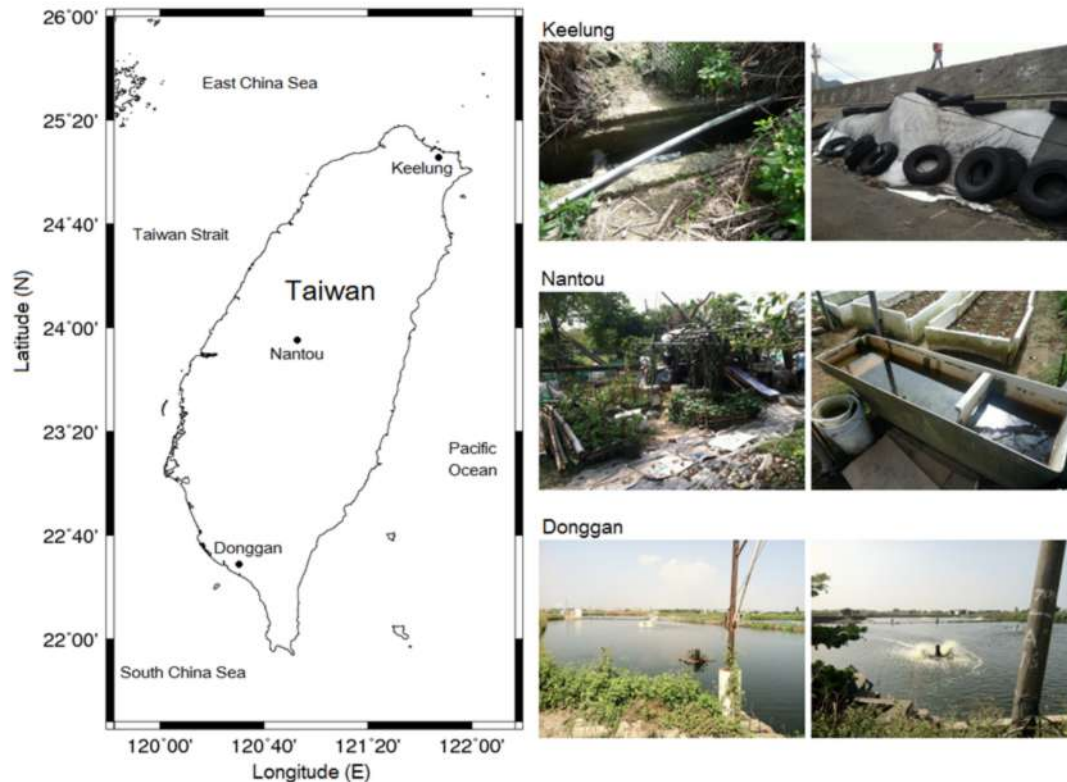 26°00'
25°20'
24°40'
24°00'
23°20'
22°40'
22°00'
Latitude (N)
East China Sea
Keelung
Taiwan Strait
Taiwan
Nantou
Pacific
Ocean
Donggan
South China Sea
120°00'
120°40'
121°20'
122°00'
Longitude (E)
Keelung
Nantou
Donggan